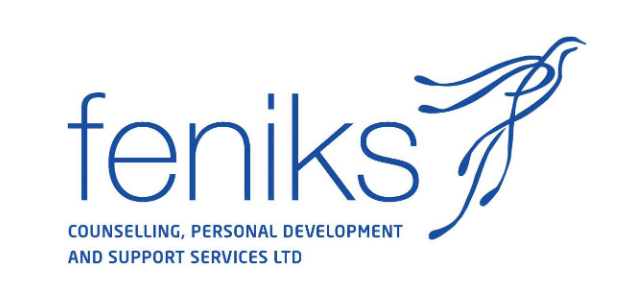 feniks
COUNSELLING, PERSONAL DEVELOPMENT
AND SUPPORT SERVICES LTD